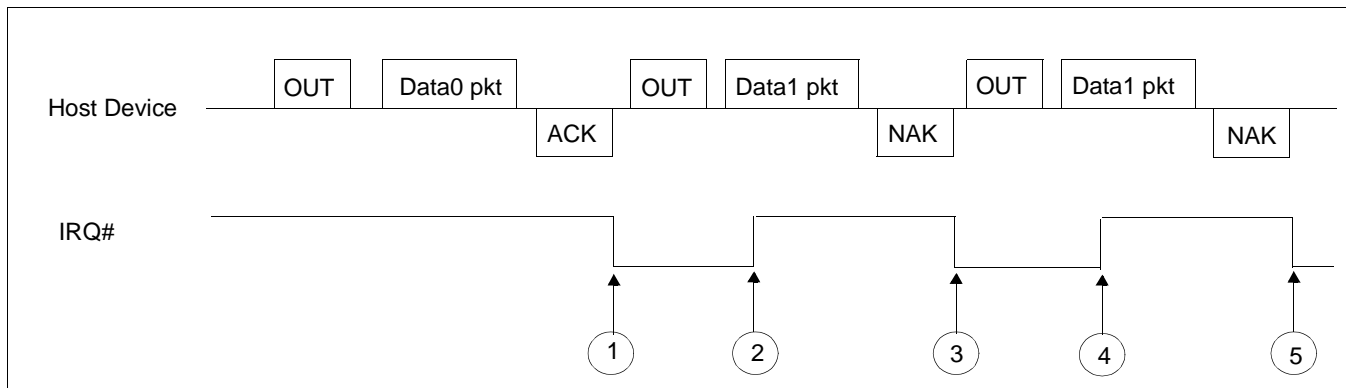 OUT Data0 pkt OUT Data1 pkt OUT Data1 pkt
Host Device
ACK NAK NAK
IRQ#
1 2 3 4 5